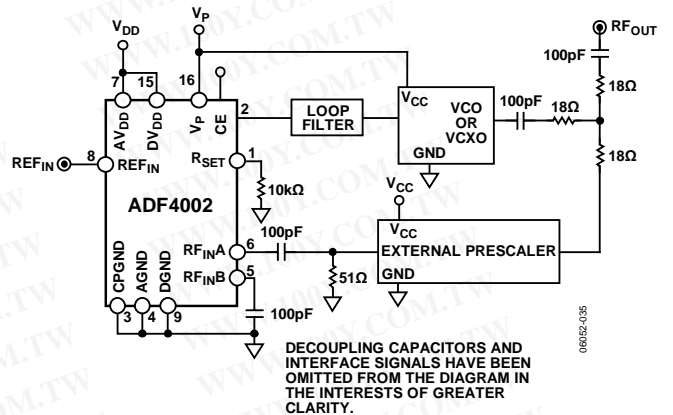 V_DD
V_P
RF_OUT
100pF
7
15
16
18Ω
AV_DD
DV_DD
V_P
CE
2
LOOP
FILTER
V_CC
VCO
OR
VCXO
GND
100pF
18Ω
18Ω
REF_IN
8
REF_IN
R_SET
1
10kΩ
ADF4002
V_CC
V_CC
EXTERNAL PRESCALER
GND
100pF
RF_INA
6
51Ω
RF_INB
5
100pF
CPGND
AGND
DGND
3
4
9
DECOUPLING CAPACITORS AND
INTERFACE SIGNALS HAVE BEEN
OMITTED FROM THE DIAGRAM IN
THE INTERESTS OF GREATER
CLARITY.
06052-035